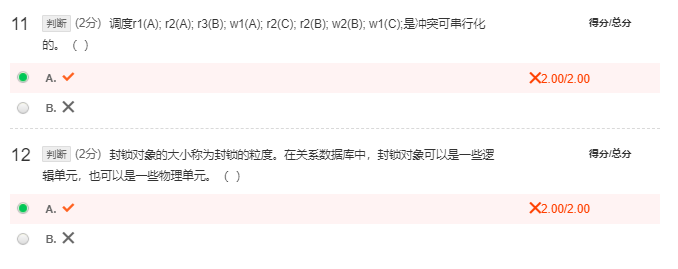 11 判断 (2分) 调度r1(A); r2(A); r3(B); w1(A); r2(C); r2(B); w2(B); w1(C);是冲突可串行化 得分/总分
的。（ ）
A. ✓ ✕2.00/2.00
B. ✕
12 判断 (2分) 封锁对象的大小称为封锁的粒度。在关系数据库中，封锁对象可以是一些逻 得分/总分
辑单元，也可以是一些物理单元。（ ）
A. ✓ ✕2.00/2.00
B. ✕